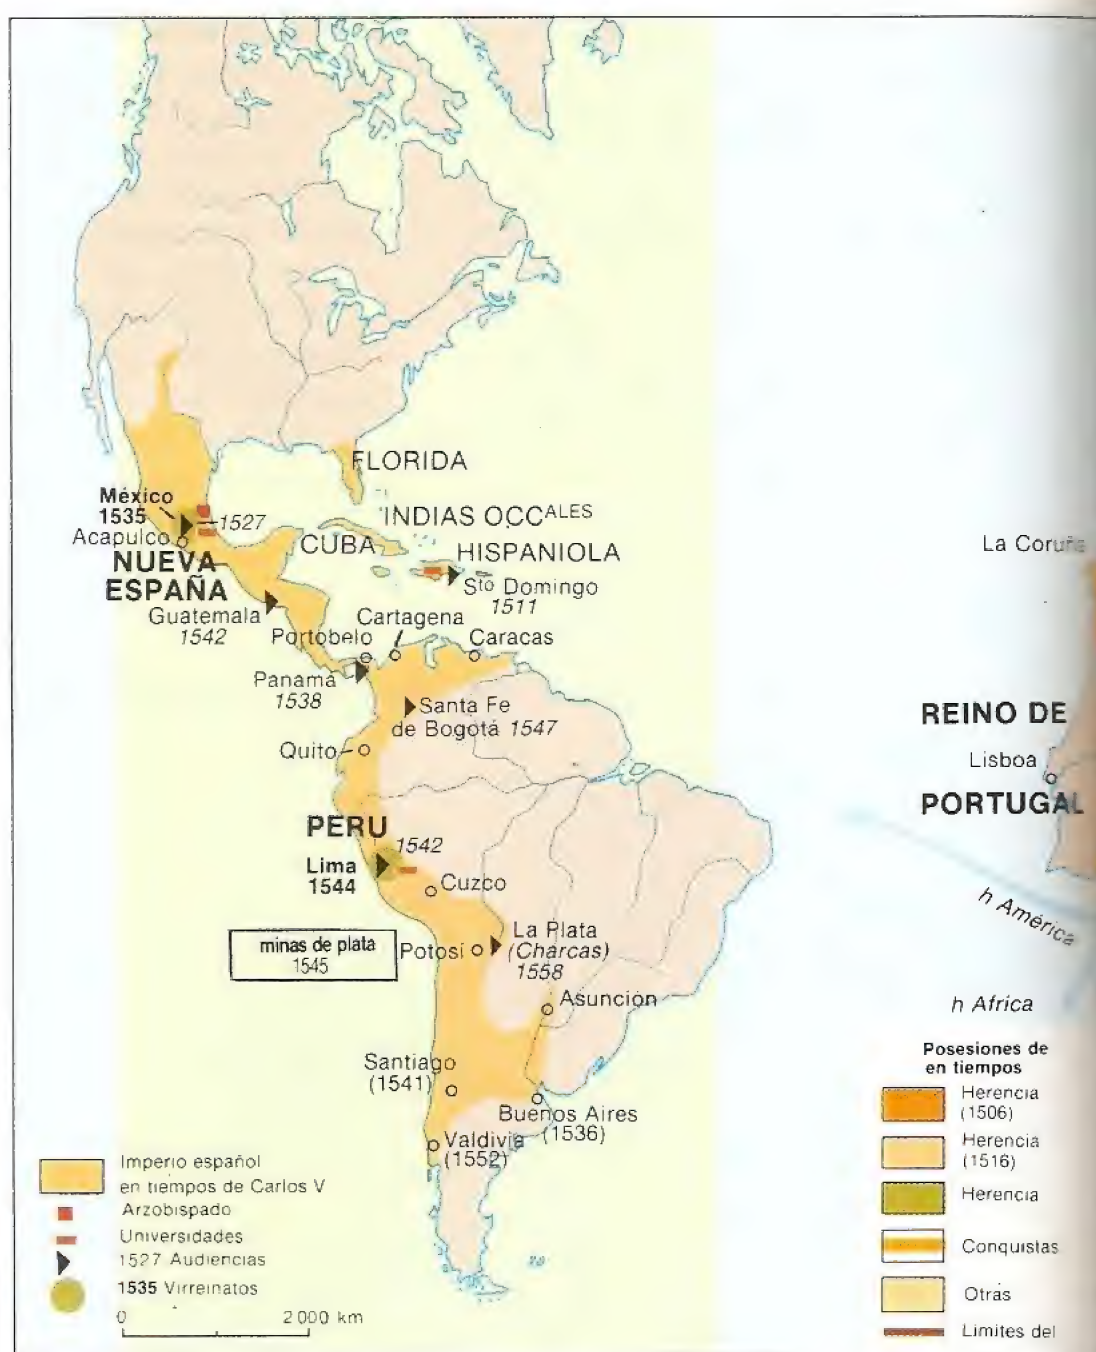 FLORIDA
México
1535
1527
Acapulco
INDIAS OCCALES
CUBA
HISPANIOLA
NUEVA
ESPAÑA
Sto Domingo
1511
Guatemala
1542
Cartagena
Portobelo
Caracas
Panamá
1538
Santa Fe
de Bogotá 1547
Quito
PERU
1542
Lima
1544
Cuzco
minas de plata
1545
Potosí
La Plata
(Charcas)
1558
Asunción
Santiago
(1541)
Buenos Aires
(1536)
Valdivia
(1552)
La Coruña
REINO DE
Lisboa
PORTUGAL
h América
h Africa
Imperio español
en tiempos de Carlos V
Arzobispado
Universidades
1527 Audiencias
1535 Virreinatos
0 2 000 km
Posesiones de
en tiempos
Herencia
(1506)
Herencia
(1516)
Herencia
Conquistas
Otras
Limites del